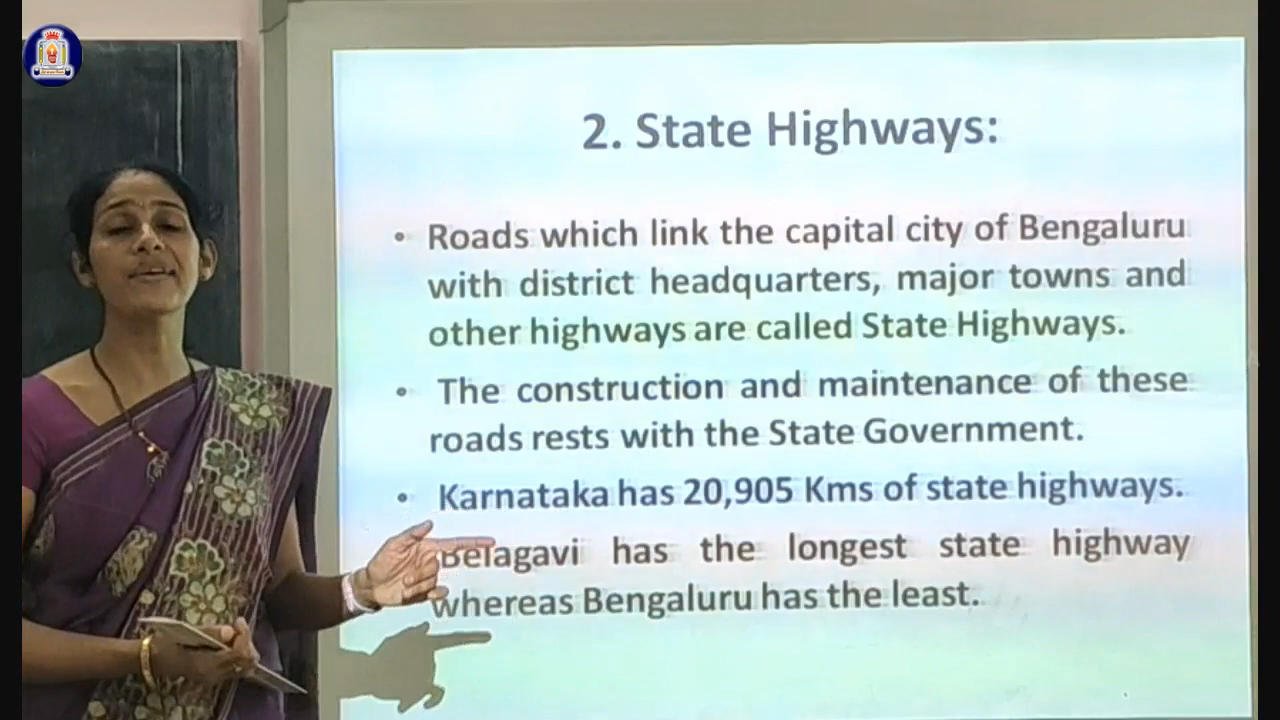 2. State Highways:
• Roads which link the capital city of Bengaluru
with district headquarters, major towns and
other highways are called State Highways.
• The construction and maintenance of these
roads rests with the State Government.
• Karnataka has 20,905 Kms of state highways.
Belagavi has the longest state highway
whereas Bengaluru has the least.